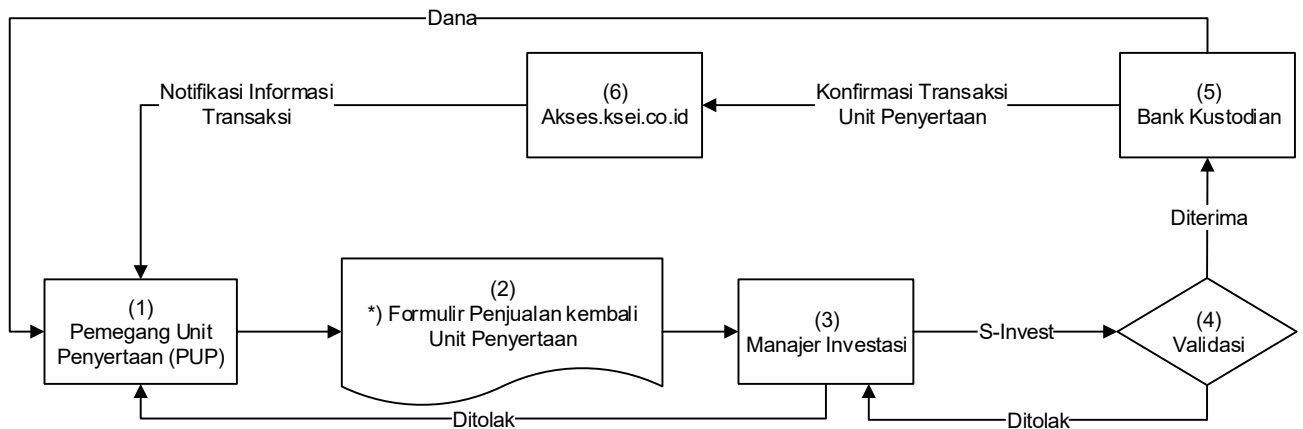 Dana
Notifikasi Informasi
Transaksi
(6)
Akses.ksei.co.id
Konfirmasi Transaksi
Unit Penyertaan
(5)
Bank Kustodian
Diterima
(1)
Pemegang Unit
Penyertaan (PUP)
(2)
*) Formulir Penjualan kembali
Unit Penyertaan
(3)
Manajer Investasi
S-Invest
(4)
Validasi
Ditolak
Ditolak